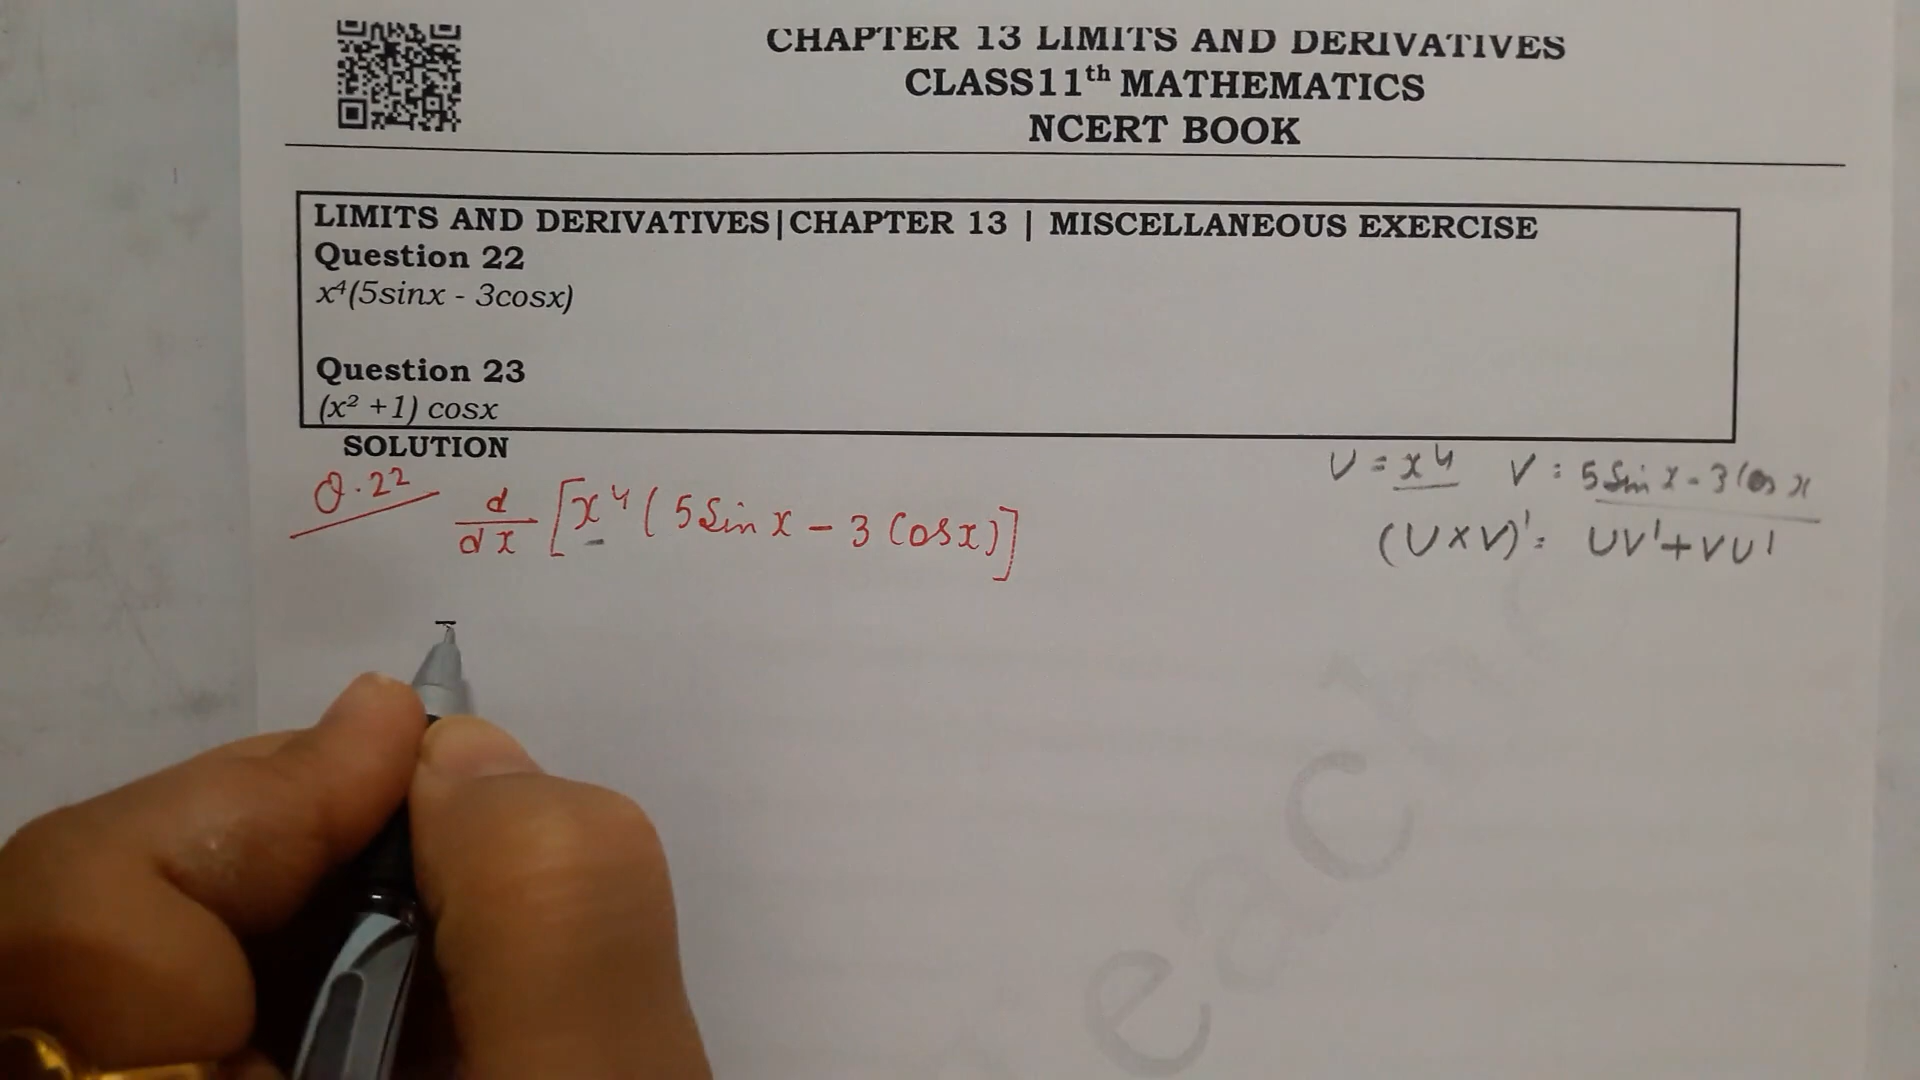 CHAPTER 13 LIMITS AND DERIVATIVES
CLASS11th MATHEMATICS
NCERT BOOK
LIMITS AND DERIVATIVES|CHAPTER 13 | MISCELLANEOUS EXERCISE
Question 22
x⁴(5sinx - 3cosx)
Question 23
(x² +1) cosx
SOLUTION
U = x⁴ V : 5 Sin x - 3 Cos x
Q.22 d/dx [x⁴ ( 5 Sin x - 3 Cos x)]
(U x V)' = UV' + VU'